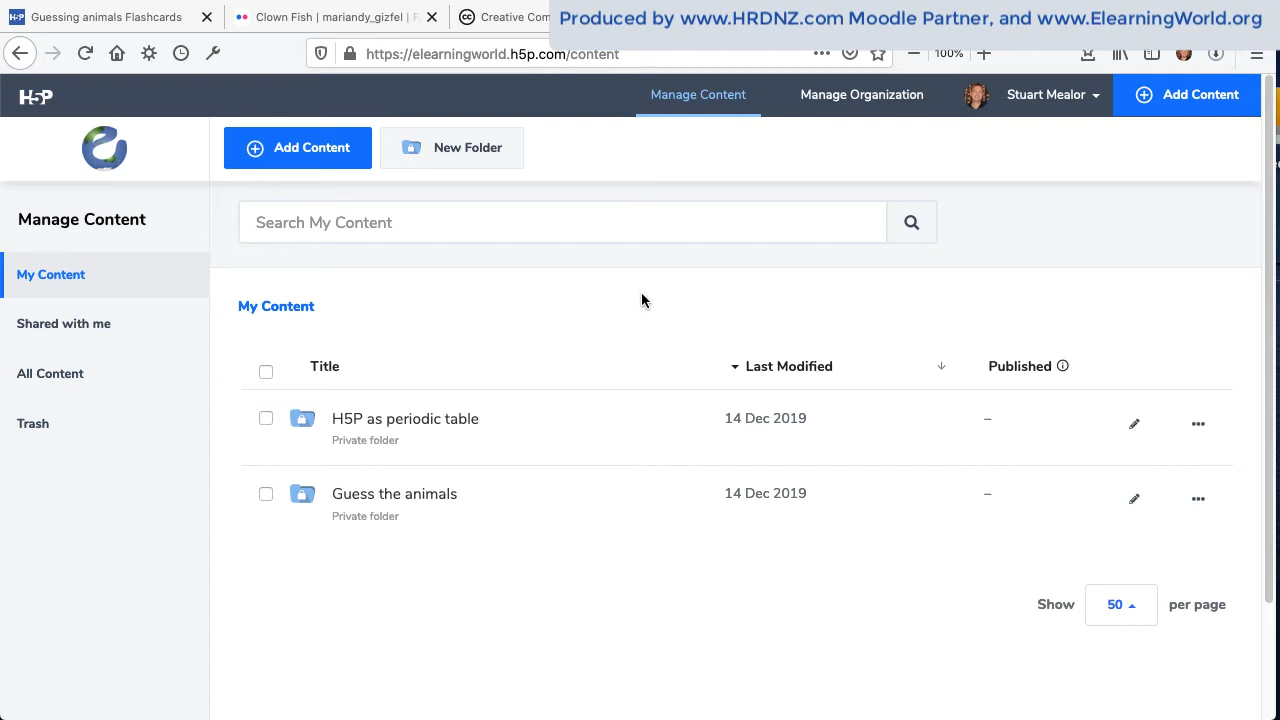 Guessing animals Flashcards
Clown Fish | mariandy_gizfel | F
Creative Com
Produced by www.HRDNZ.com Moodle Partner, and www.ElearningWorld.org
https://elearningworld.h5p.com/content
100%
H5P
Manage Content
Manage Organization
Stuart Mealor
Add Content
Add Content
New Folder
Manage Content
Search My Content
My Content
Shared with me
All Content
Trash
My Content
Title
Last Modified
Published
H5P as periodic table
14 Dec 2019
–
Private folder
Guess the animals
14 Dec 2019
–
Private folder
Show
50
per page